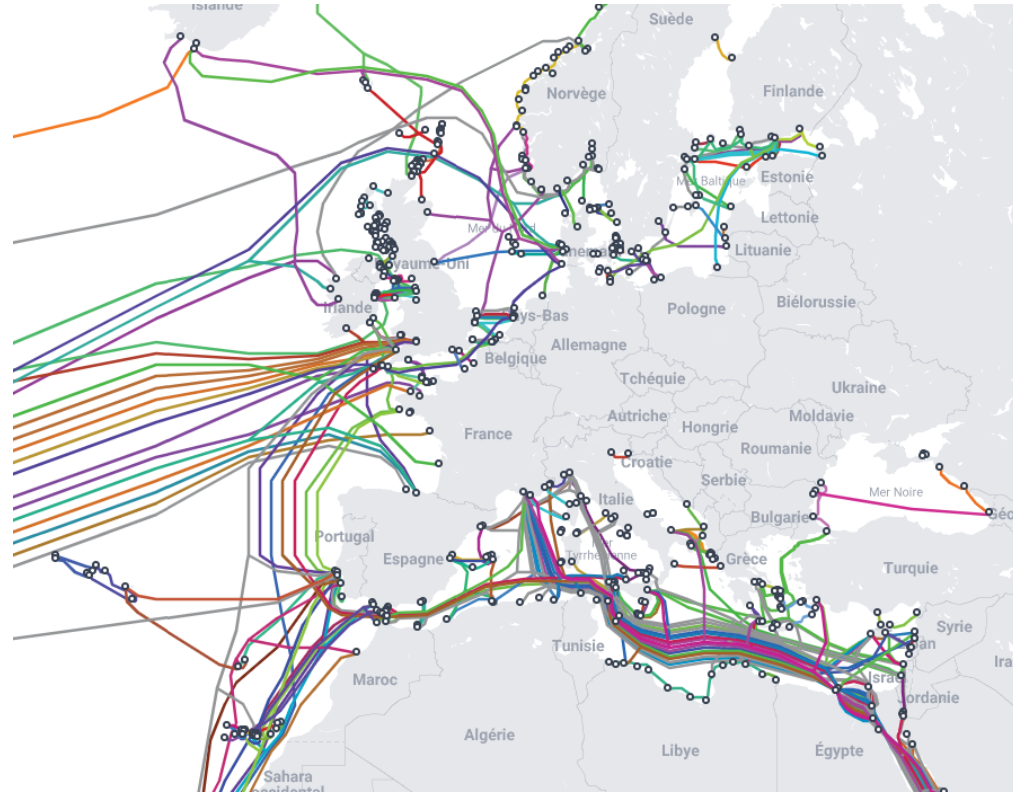 Islande
Suède
Norvège
Finlande
Mer Baltique
Estonie
Lettonie
Mer du Nord
Lituanie
Royaume-Uni
Irlande
Pays-Bas
Pologne
Biélorussie
Belgique
Allemagne
Tchéquie
Ukraine
Autriche
Moldavie
France
Hongrie
Roumanie
Croatie
Serbie
Italie
Mer Noire
Bulgarie
Portugal
Espagne
Mer
Tyrrhénienne
Grèce
Turquie
Syrie
Tunisie
Israël
Jordanie
Maroc
Algérie
Libye
Égypte
Sahara
occidental